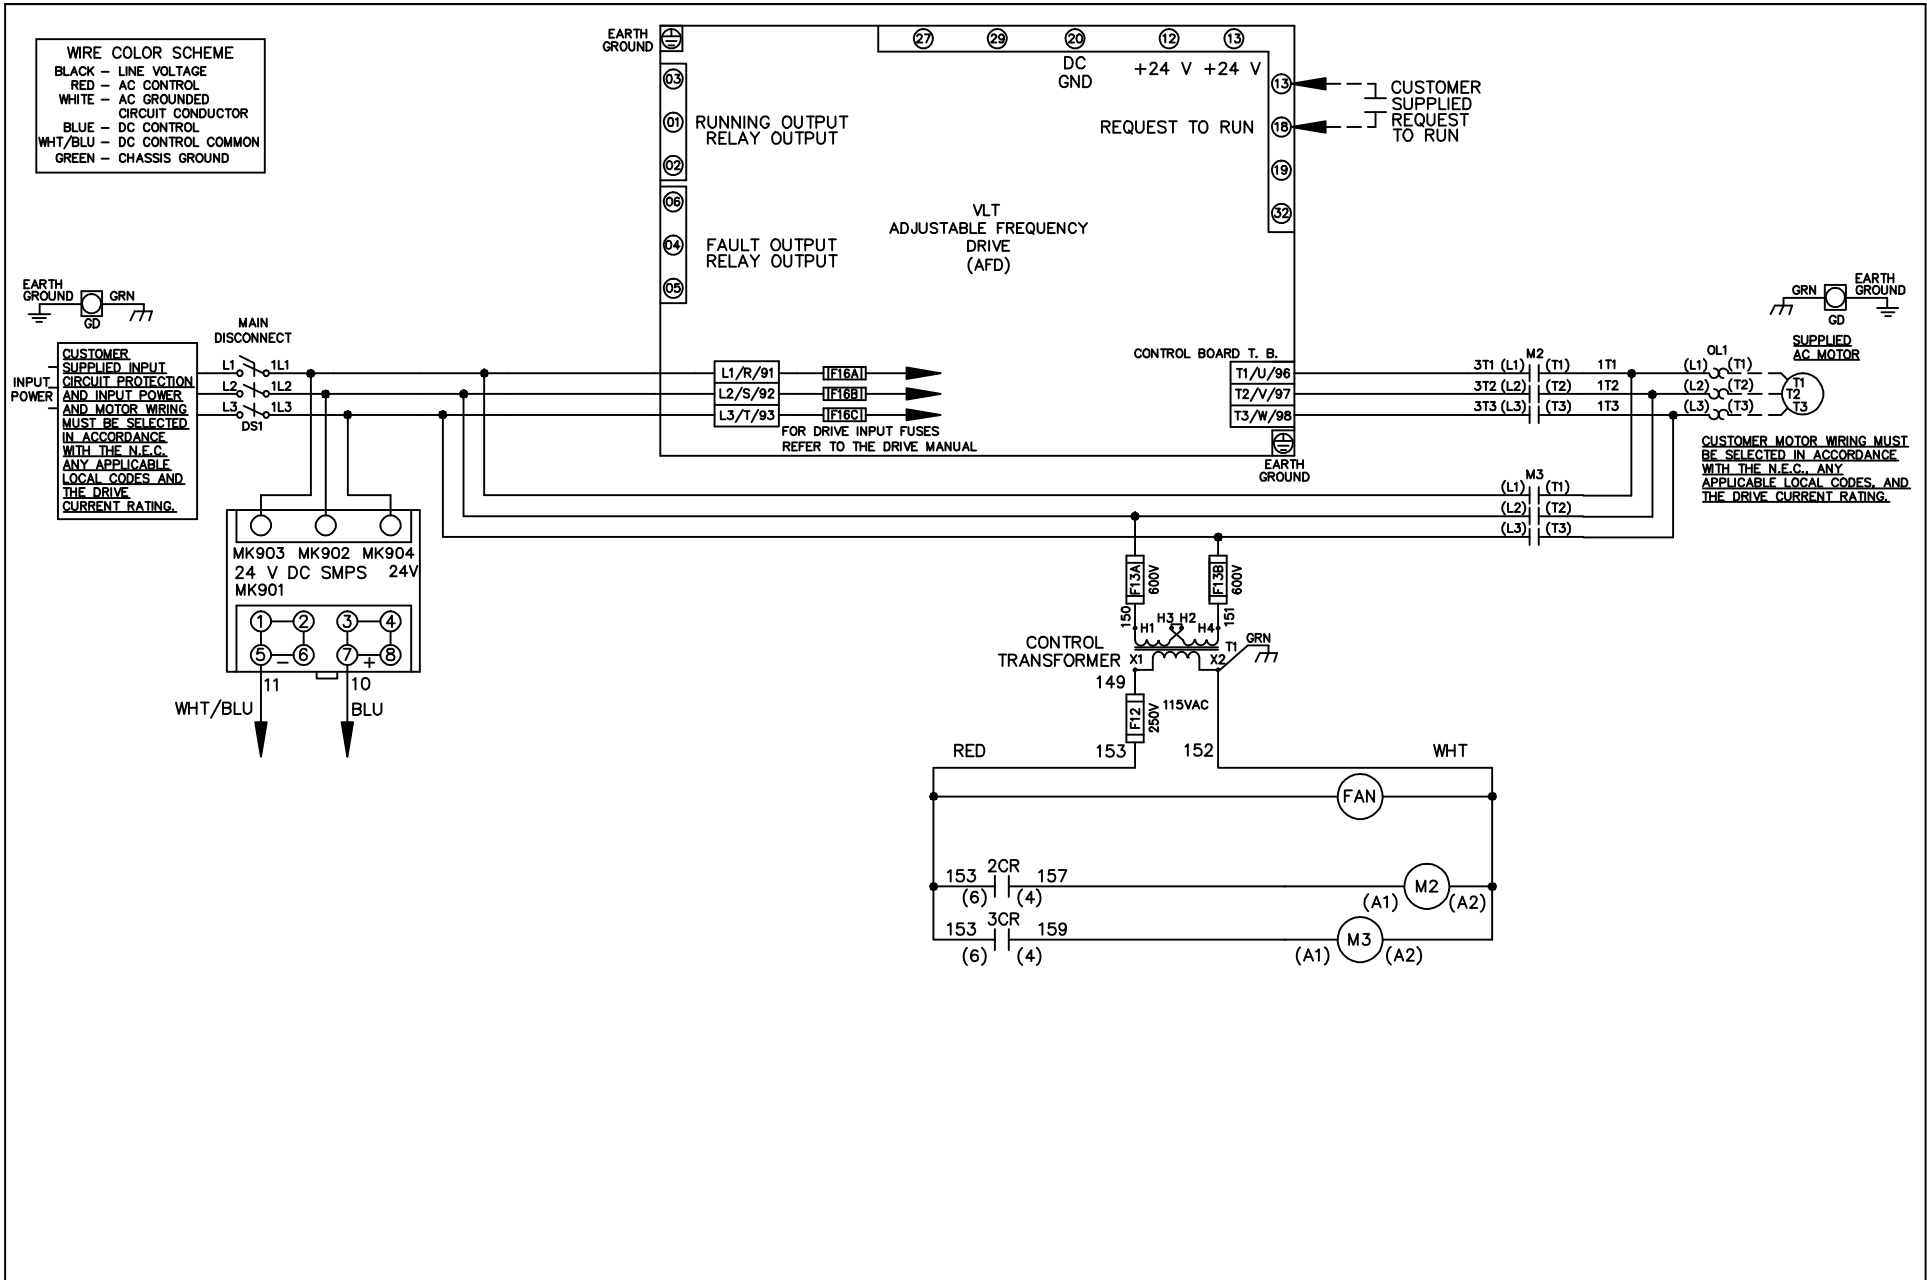 WIRE COLOR SCHEME
BLACK – LINE VOLTAGE
RED – AC CONTROL
WHITE – AC GROUNDED
CIRCUIT CONDUCTOR
BLUE – DC CONTROL
WHT/BLU – DC CONTROL COMMON
GREEN – CHASSIS GROUND
EARTH
GROUND
27 29 20 12 13
DC
GND
+24 V +24 V
03
01
02
RUNNING OUTPUT
RELAY OUTPUT
06
04
05
FAULT OUTPUT
RELAY OUTPUT
VLT
ADJUSTABLE FREQUENCY
DRIVE
(AFD)
REQUEST TO RUN
13
18
19
32
CUSTOMER
SUPPLIED
REQUEST
TO RUN
EARTH
GROUND
GRN
GD
INPUT
POWER
CUSTOMER
SUPPLIED INPUT
CIRCUIT PROTECTION
AND INPUT POWER
AND MOTOR WIRING
MUST BE SELECTED
IN ACCORDANCE
WITH THE N.E.C.
ANY APPLICABLE
LOCAL CODES AND
THE DRIVE
CURRENT RATING.
MAIN
DISCONNECT
L1 1L1
L2 1L2
L3 1L3
DS1
L1/R/91 F16A
L2/S/92 F16B
L3/T/93 F16C
FOR DRIVE INPUT FUSES
REFER TO THE DRIVE MANUAL
CONTROL BOARD T. B.
T1/U/96
T2/V/97
T3/W/98
EARTH
GROUND
M2
3T1 (L1) (T1) 1T1
3T2 (L2) (T2) 1T2
3T3 (L3) (T3) 1T3
OL1
(L1) (T1)
(L2) (T2)
(L3) (T3)
GRN
GD
EARTH
GROUND
SUPPLIED
AC MOTOR
T1
T2
T3
CUSTOMER MOTOR WIRING MUST
BE SELECTED IN ACCORDANCE
WITH THE N.E.C., ANY
APPLICABLE LOCAL CODES, AND
THE DRIVE CURRENT RATING.
M3
(L1) (T1)
(L2) (T2)
(L3) (T3)
MK903 MK902 MK904
24 V DC SMPS 24V
MK901
1 2 3 4
5 – 6 7 + 8
11 10
WHT/BLU BLU
F13A 600V
F13B 600V
150 151
H1 H3 H2 H4
CONTROL
TRANSFORMER
X1 X2 T1
GRN
149
F12 250V
115VAC
153 152
RED WHT
FAN
153 2CR 157
(6) (4)
M2
(A1) (A2)
153 3CR 159
(6) (4)
M3
(A1) (A2)